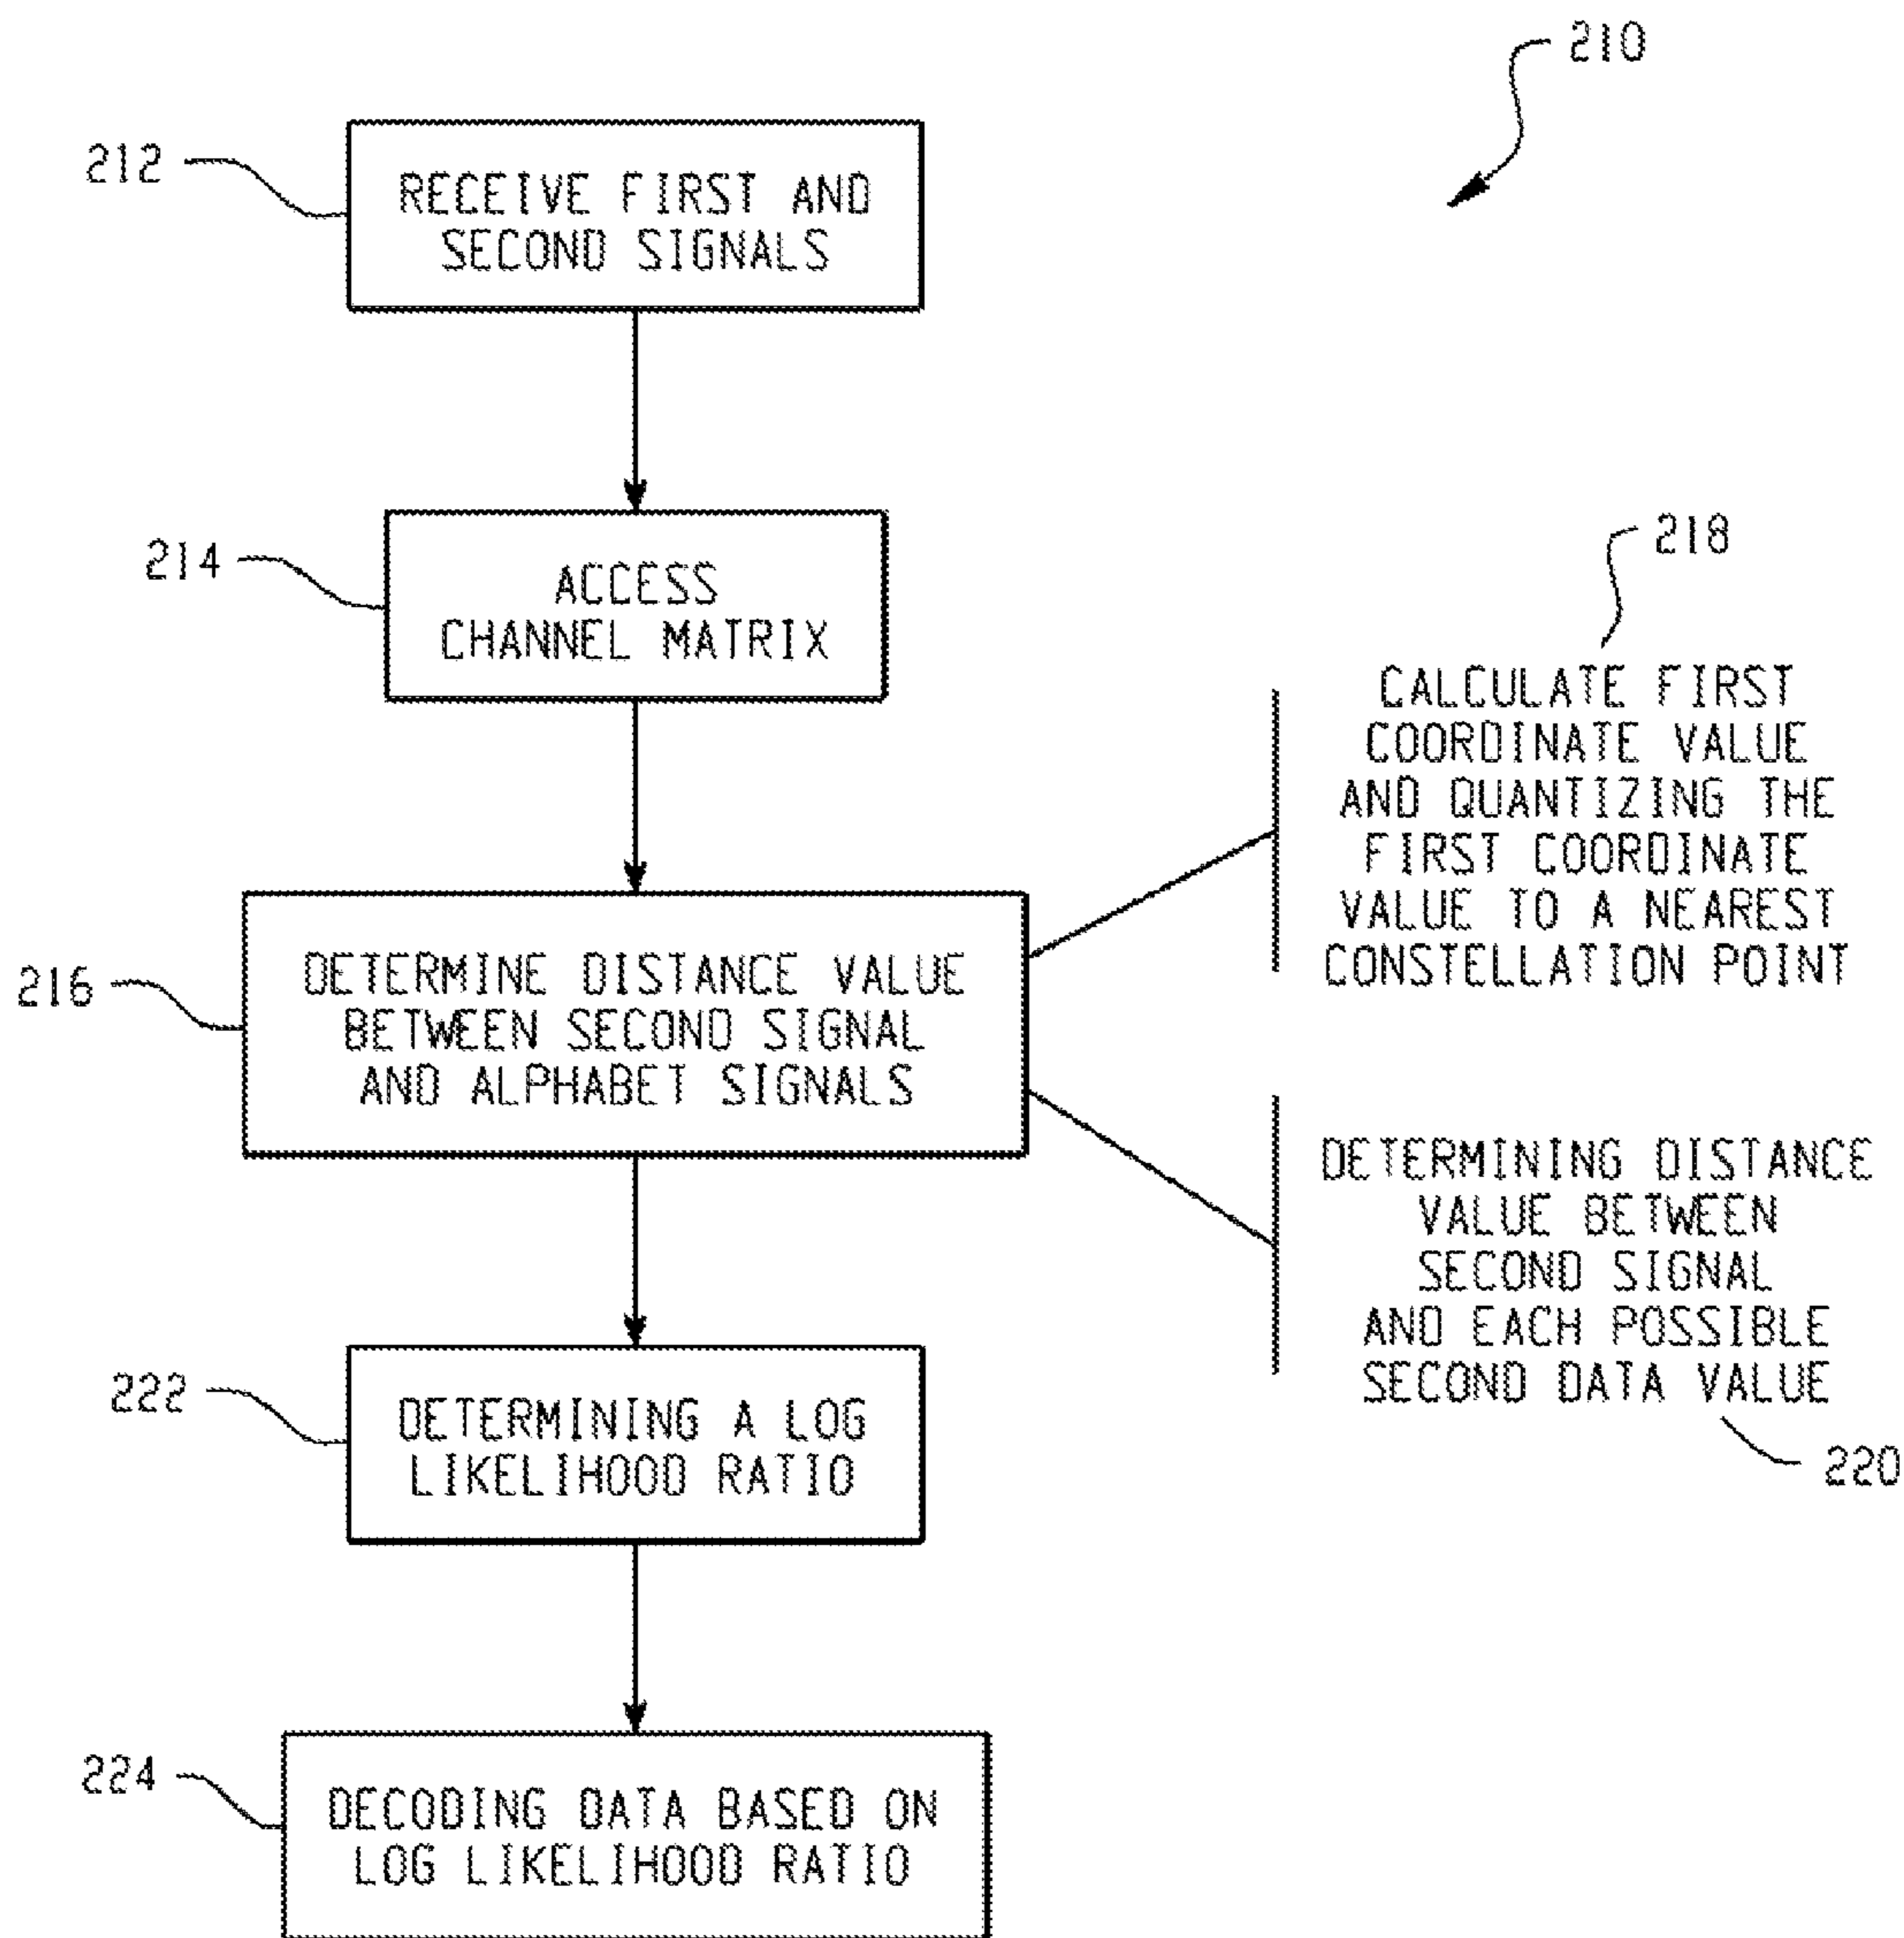 210
212
RECEIVE FIRST AND
SECOND SIGNALS
214
ACCESS
CHANNEL MATRIX
218
CALCULATE FIRST
COORDINATE VALUE
AND QUANTIZING THE
FIRST COORDINATE
VALUE TO A NEAREST
CONSTELLATION POINT
216
DETERMINE DISTANCE VALUE
BETWEEN SECOND SIGNAL
AND ALPHABET SIGNALS
DETERMINING DISTANCE
VALUE BETWEEN
SECOND SIGNAL
AND EACH POSSIBLE
SECOND DATA VALUE
220
222
DETERMINING A LOG
LIKELIHOOD RATIO
224
DECODING DATA BASED ON
LOG LIKELIHOOD RATIO